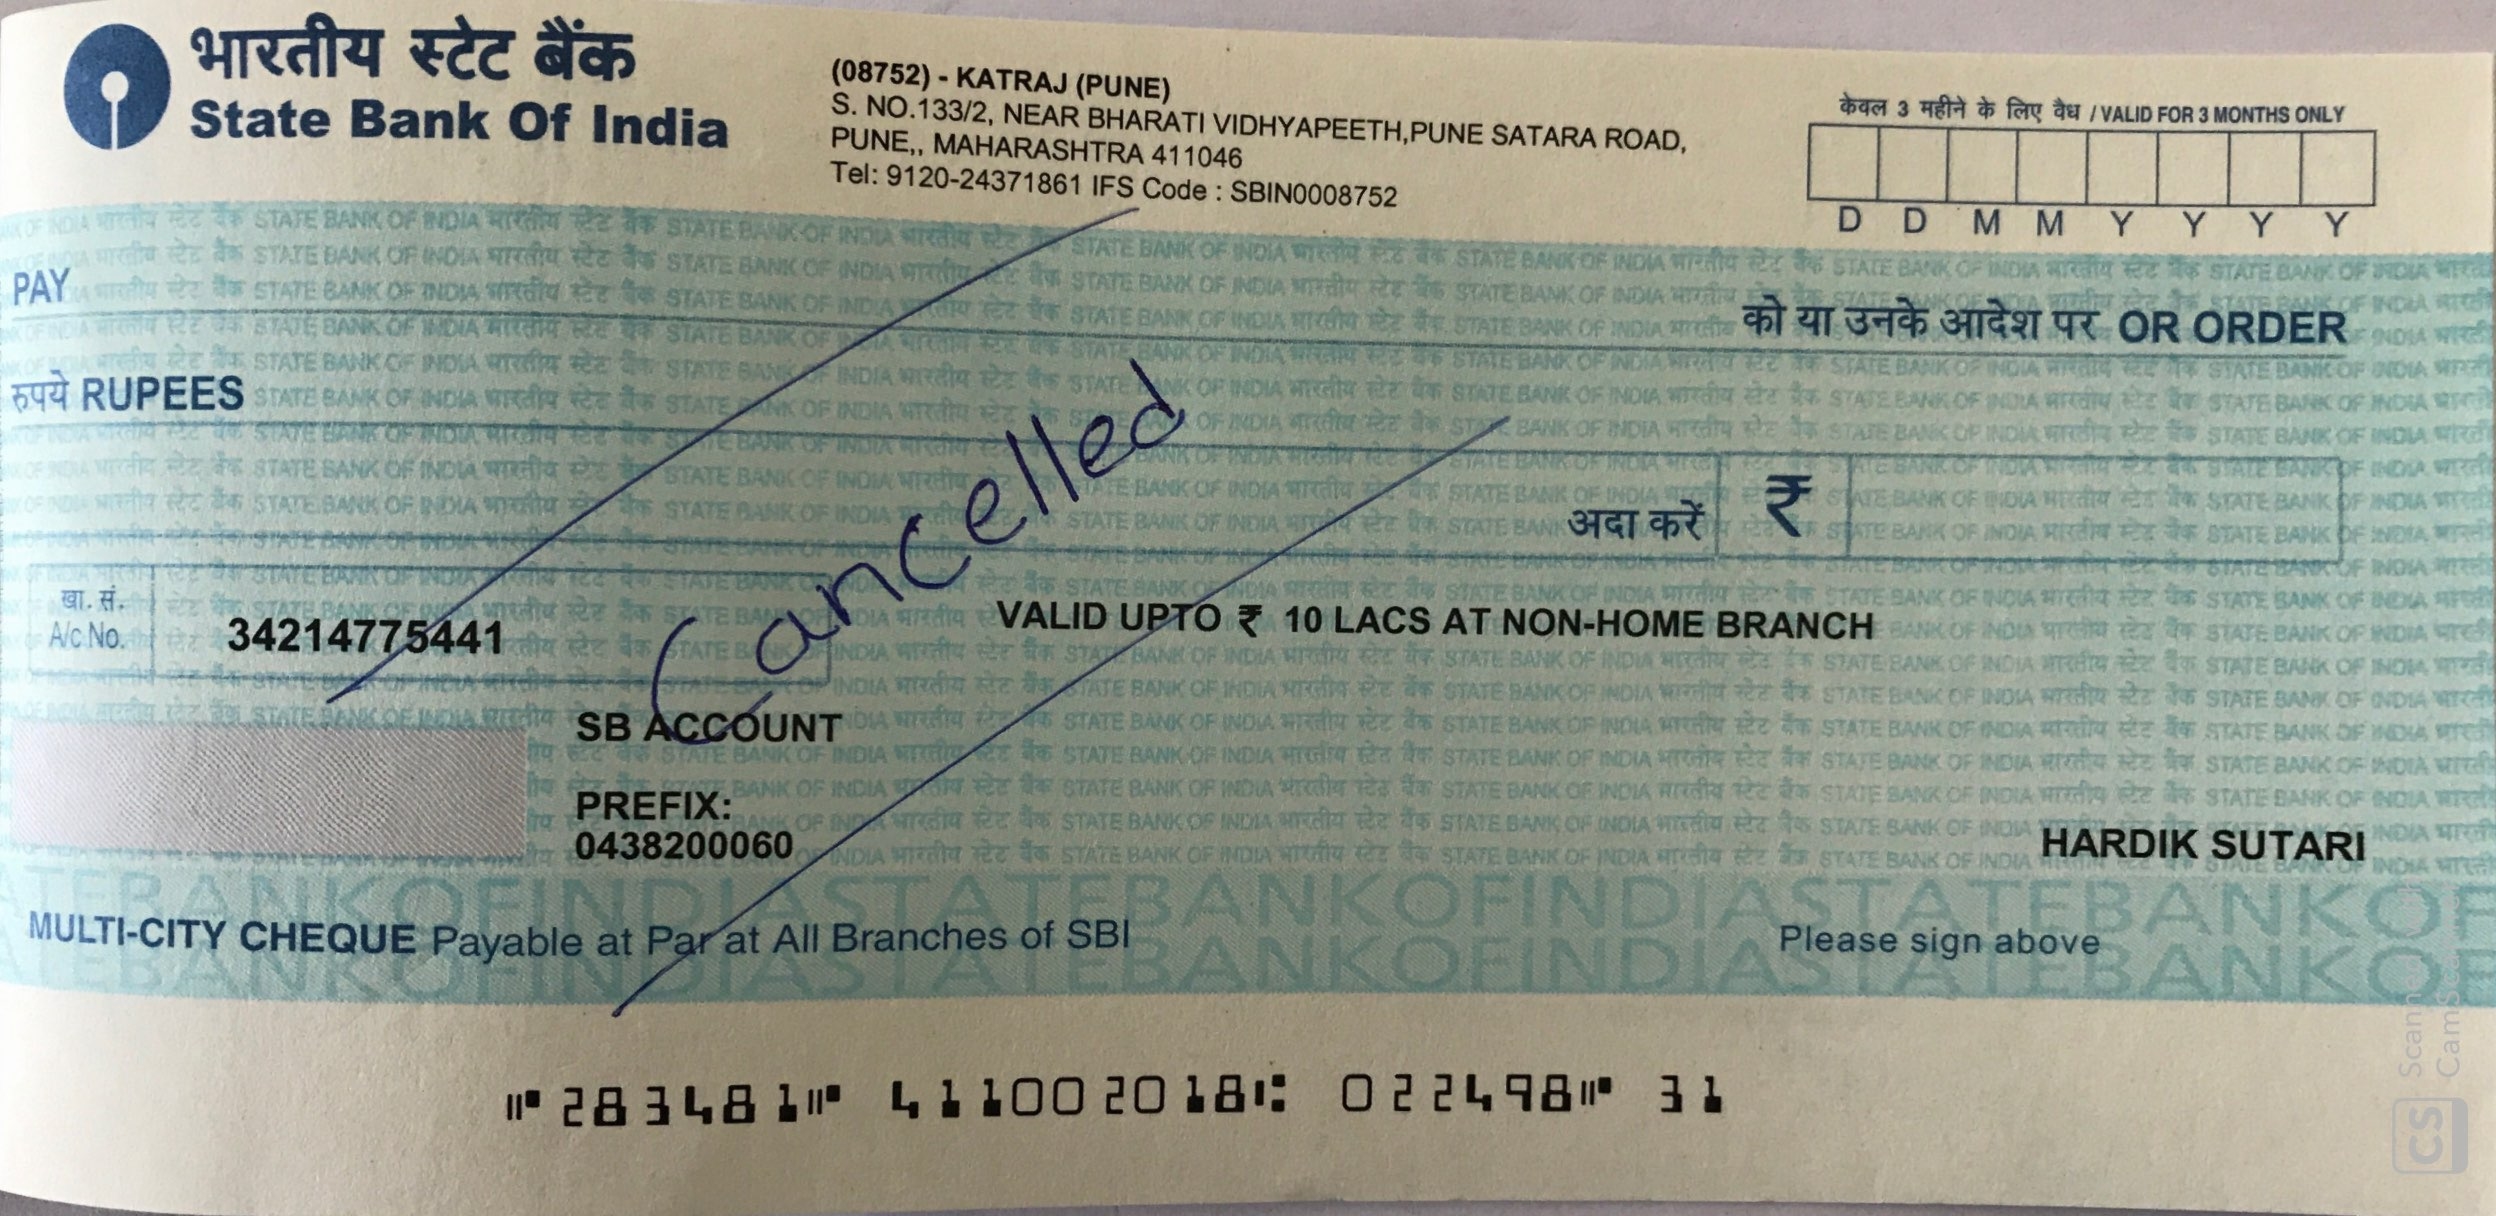 भारतीय स्टेट बैंक
State Bank Of India
(08752) - KATRAJ (PUNE)
S. NO.133/2, NEAR BHARATI VIDHYAPEETH,PUNE SATARA ROAD,
PUNE,, MAHARASHTRA 411046
Tel: 9120-24371861 IFS Code : SBIN0008752
केवल 3 महीने के लिए वैध / VALID FOR 3 MONTHS ONLY
D D M M Y Y Y Y
PAY
को या उनके आदेश पर OR ORDER
रुपये RUPEES
अदा करें ₹
Cancelled
खा. सं.
A/c No. 34214775441
VALID UPTO ₹ 10 LACS AT NON-HOME BRANCH
SB ACCOUNT
PREFIX:
0438200060
HARDIK SUTARI
MULTI-CITY CHEQUE Payable at Par at All Branches of SBI
Please sign above
⑈283481⑈ 411002018⑆ 022498⑈ 31
CS